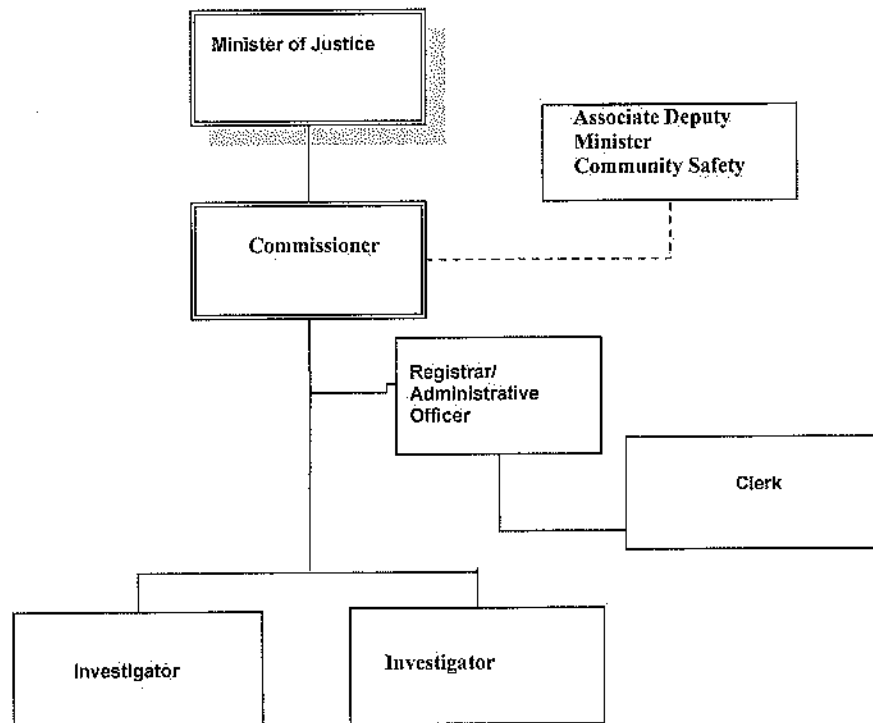 Minister of Justice
Associate Deputy
Minister
Community Safety
Commissioner
Registrar/
Administrative
Officer
Clerk
Investigator
Investigator